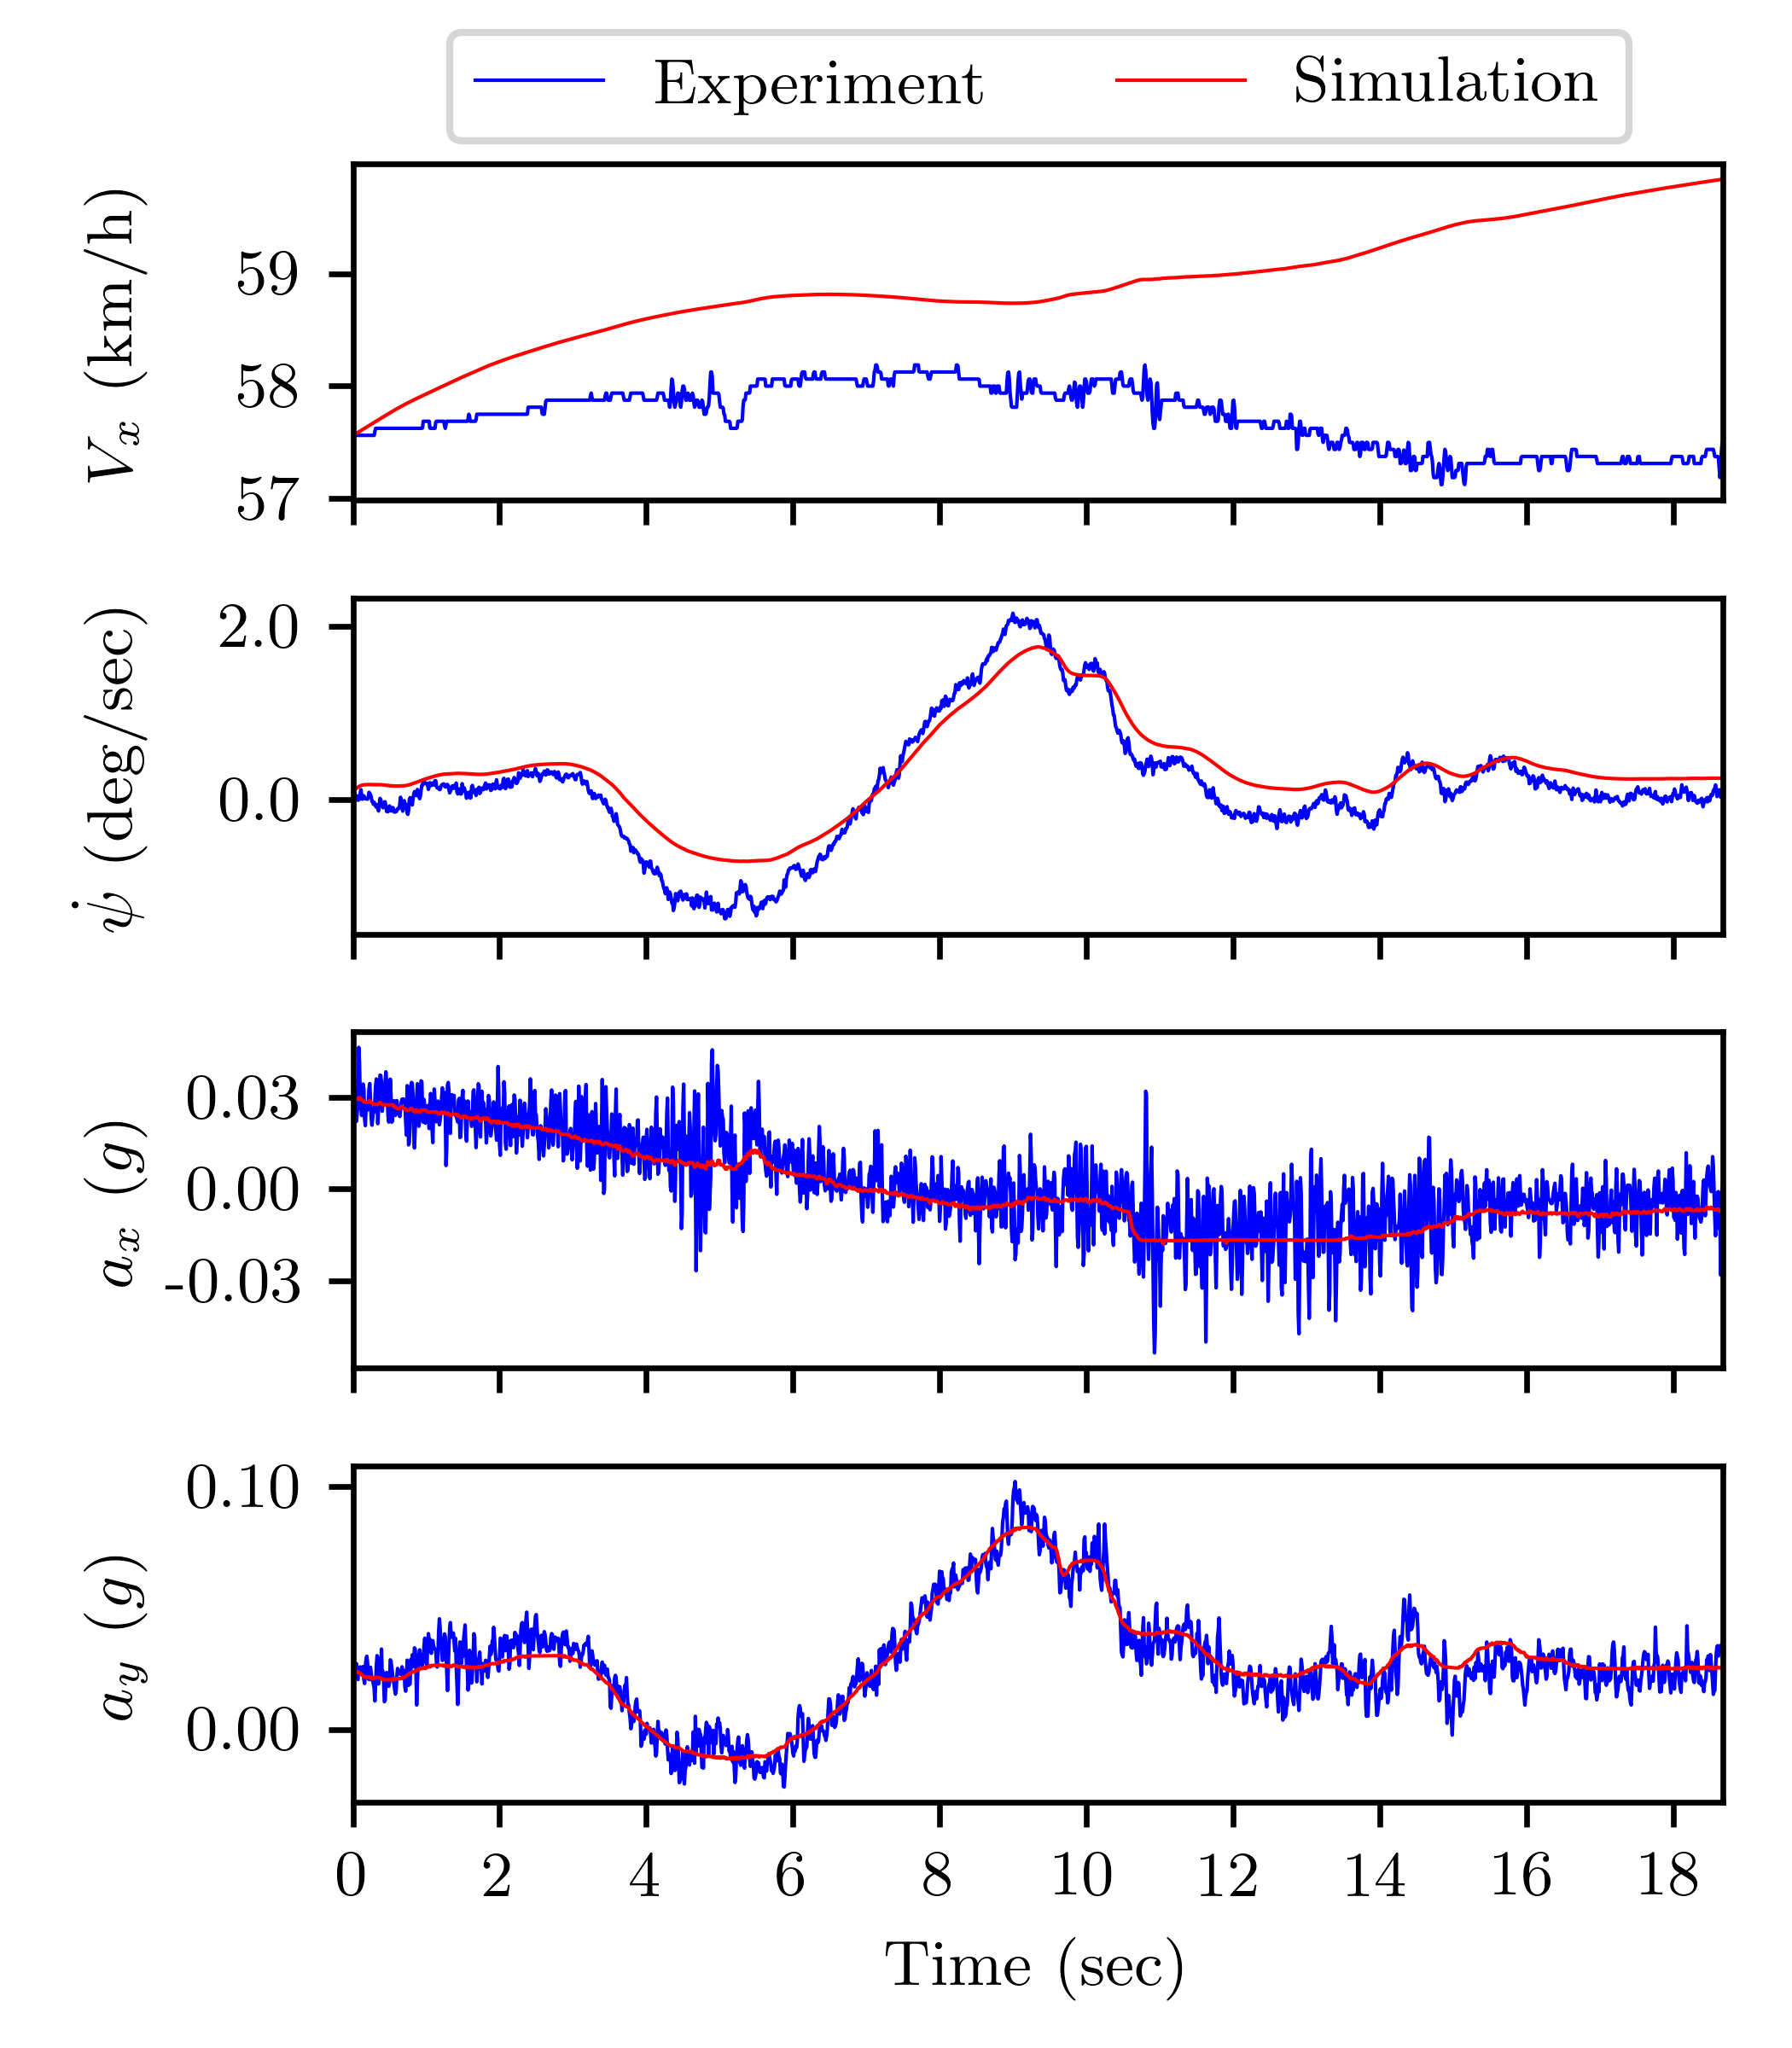 Experiment Simulation
V_x (km/h)
59
58
57
ψ̇ (deg/sec)
2.0
0.0
a_x (g)
0.03
0.00
-0.03
a_y (g)
0.10
0.00
0 2 4 6 8 10 12 14 16 18
Time (sec)